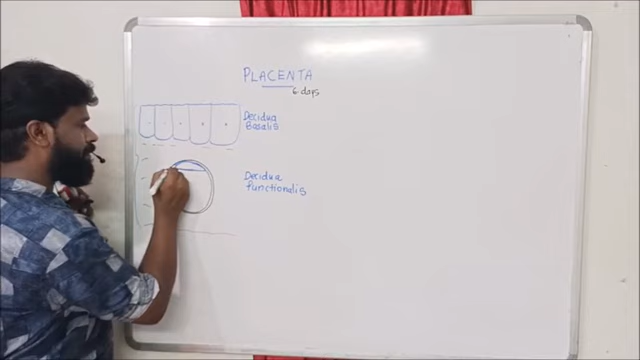 PLACENTA
6 days
Decidua
Basalis
Decidua
functionalis